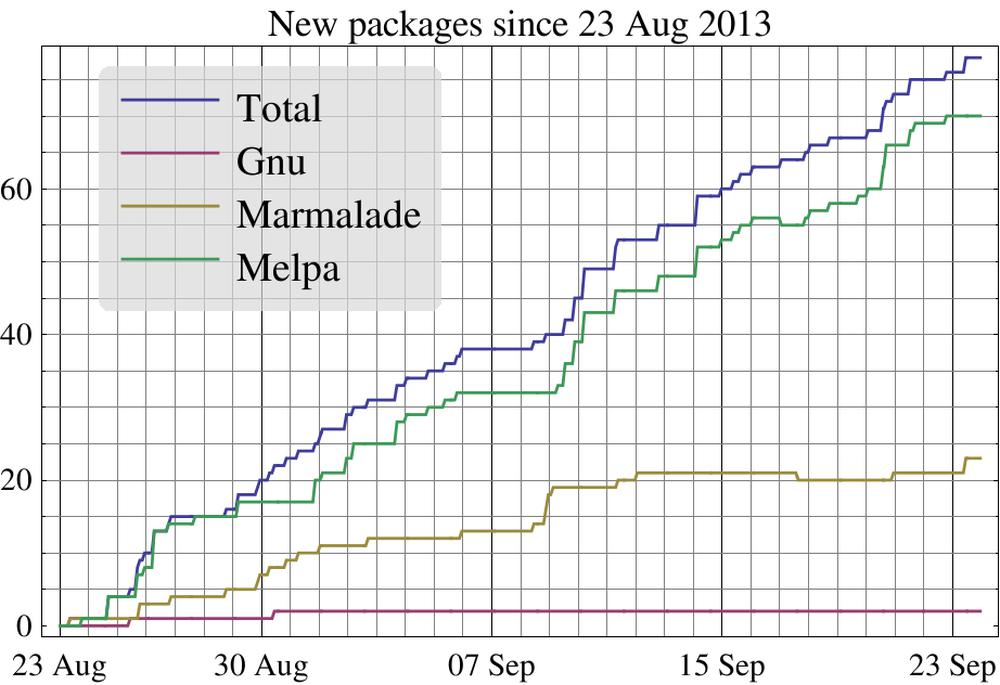 New packages since 23 Aug 2013
Total
Gnu
Marmalade
Melpa
60
40
20
0
23 Aug 30 Aug 07 Sep 15 Sep 23 Sep